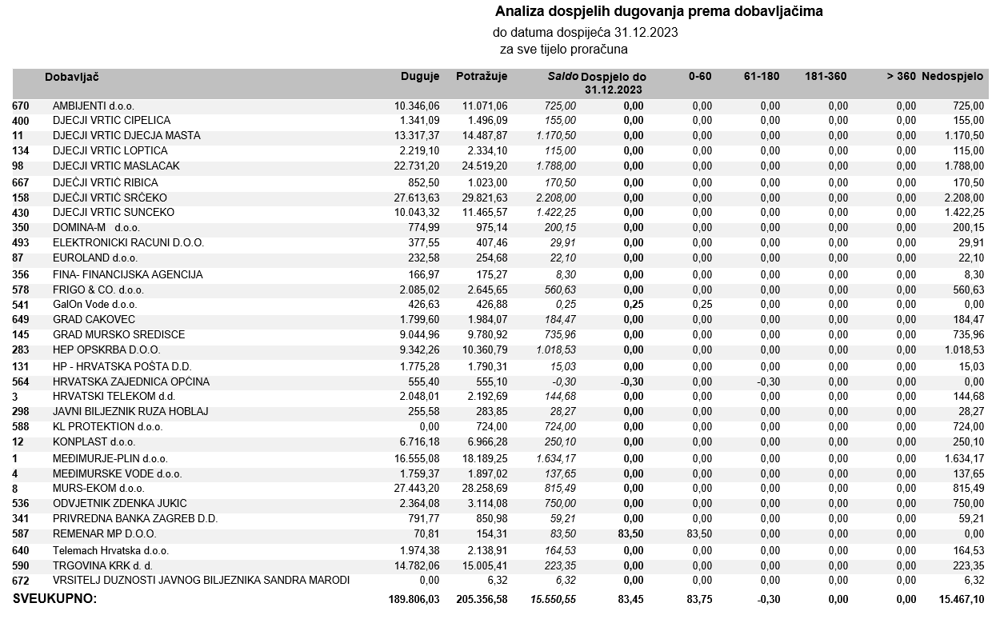 Analiza dospjelih dugovanja prema dobavljačima
do datuma dospijeća 31.12.2023
za sve tijelo proračuna
Dobavljač Duguje Potražuje Saldo Dospjelo do 31.12.2023 0-60 61-180 181-360 > 360 Nedospjelo
670 AMBIJENTI d.o.o. 10.346,06 11.071,06 725,00 0,00 0,00 0,00 0,00 0,00 725,00
400 DJECJI VRTIC CIPELICA 1.341,09 1.496,09 155,00 0,00 0,00 0,00 0,00 0,00 155,00
11 DJECJI VRTIC DJECJA MASTA 13.317,37 14.487,87 1.170,50 0,00 0,00 0,00 0,00 0,00 1.170,50
134 DJECJI VRTIC LOPTICA 2.219,10 2.334,10 115,00 0,00 0,00 0,00 0,00 0,00 115,00
98 DJECJI VRTIC MASLACAK 22.731,20 24.519,20 1.788,00 0,00 0,00 0,00 0,00 0,00 1.788,00
667 DJEČJI VRTIĆ RIBICA 852,50 1.023,00 170,50 0,00 0,00 0,00 0,00 0,00 170,50
158 DJEČJI VRTIĆ SRČEKO 27.613,63 29.821,63 2.208,00 0,00 0,00 0,00 0,00 0,00 2.208,00
430 DJECJI VRTIC SUNCEKO 10.043,32 11.465,57 1.422,25 0,00 0,00 0,00 0,00 0,00 1.422,25
350 DOMINA-M d.o.o. 774,99 975,14 200,15 0,00 0,00 0,00 0,00 0,00 200,15
493 ELEKTRONICKI RACUNI D.O.O. 377,55 407,46 29,91 0,00 0,00 0,00 0,00 0,00 29,91
87 EUROLAND d.o.o. 232,58 254,68 22,10 0,00 0,00 0,00 0,00 0,00 22,10
356 FINA- FINANCIJSKA AGENCIJA 166,97 175,27 8,30 0,00 0,00 0,00 0,00 0,00 8,30
578 FRIGO & CO. d.o.o. 2.085,02 2.645,65 560,63 0,00 0,00 0,00 0,00 0,00 560,63
541 GalOn Vode d.o.o. 426,63 426,88 0,25 0,25 0,25 0,00 0,00 0,00 0,00
649 GRAD CAKOVEC 1.799,60 1.984,07 184,47 0,00 0,00 0,00 0,00 0,00 184,47
145 GRAD MURSKO SREDISCE 9.044,96 9.780,92 735,96 0,00 0,00 0,00 0,00 0,00 735,96
283 HEP OPSKRBA D.O.O. 9.342,26 10.360,79 1.018,53 0,00 0,00 0,00 0,00 0,00 1.018,53
131 HP - HRVATSKA POŠTA D.D. 1.775,28 1.790,31 15,03 0,00 0,00 0,00 0,00 0,00 15,03
564 HRVATSKA ZAJEDNICA OPĆINA 555,40 555,10 -0,30 -0,30 0,00 -0,30 0,00 0,00 0,00
3 HRVATSKI TELEKOM d.d. 2.048,01 2.192,69 144,68 0,00 0,00 0,00 0,00 0,00 144,68
298 JAVNI BILJEZNIK RUZA HOBLAJ 255,58 283,85 28,27 0,00 0,00 0,00 0,00 0,00 28,27
588 KL PROTEKTION d.o.o. 0,00 724,00 724,00 0,00 0,00 0,00 0,00 0,00 724,00
12 KONPLAST d.o.o. 6.716,18 6.966,28 250,10 0,00 0,00 0,00 0,00 0,00 250,10
1 MEĐIMURJE-PLIN d.o.o. 16.555,08 18.189,25 1.634,17 0,00 0,00 0,00 0,00 0,00 1.634,17
4 MEĐIMURSKE VODE d.o.o. 1.759,37 1.897,02 137,65 0,00 0,00 0,00 0,00 0,00 137,65
8 MURS-EKOM d.o.o. 27.443,20 28.258,69 815,49 0,00 0,00 0,00 0,00 0,00 815,49
536 ODVJETNIK ZDENKA JUKIC 2.364,08 3.114,08 750,00 0,00 0,00 0,00 0,00 0,00 750,00
341 PRIVREDNA BANKA ZAGREB D.D. 791,77 850,98 59,21 0,00 0,00 0,00 0,00 0,00 59,21
587 REMENAR MP D.O.O. 70,81 154,31 83,50 83,50 83,50 0,00 0,00 0,00 0,00
640 Telemach Hrvatska d.o.o. 1.974,38 2.138,91 164,53 0,00 0,00 0,00 0,00 0,00 164,53
590 TRGOVINA KRK d. d. 14.782,06 15.005,41 223,35 0,00 0,00 0,00 0,00 0,00 223,35
672 VRSITELJ DUZNOSTI JAVNOG BILJEZNIKA SANDRA MARODI 0,00 6,32 6,32 0,00 0,00 0,00 0,00 0,00 6,32
SVEUKUPNO: 189.806,03 205.356,58 15.550,55 83,45 83,75 -0,30 0,00 0,00 15.467,10